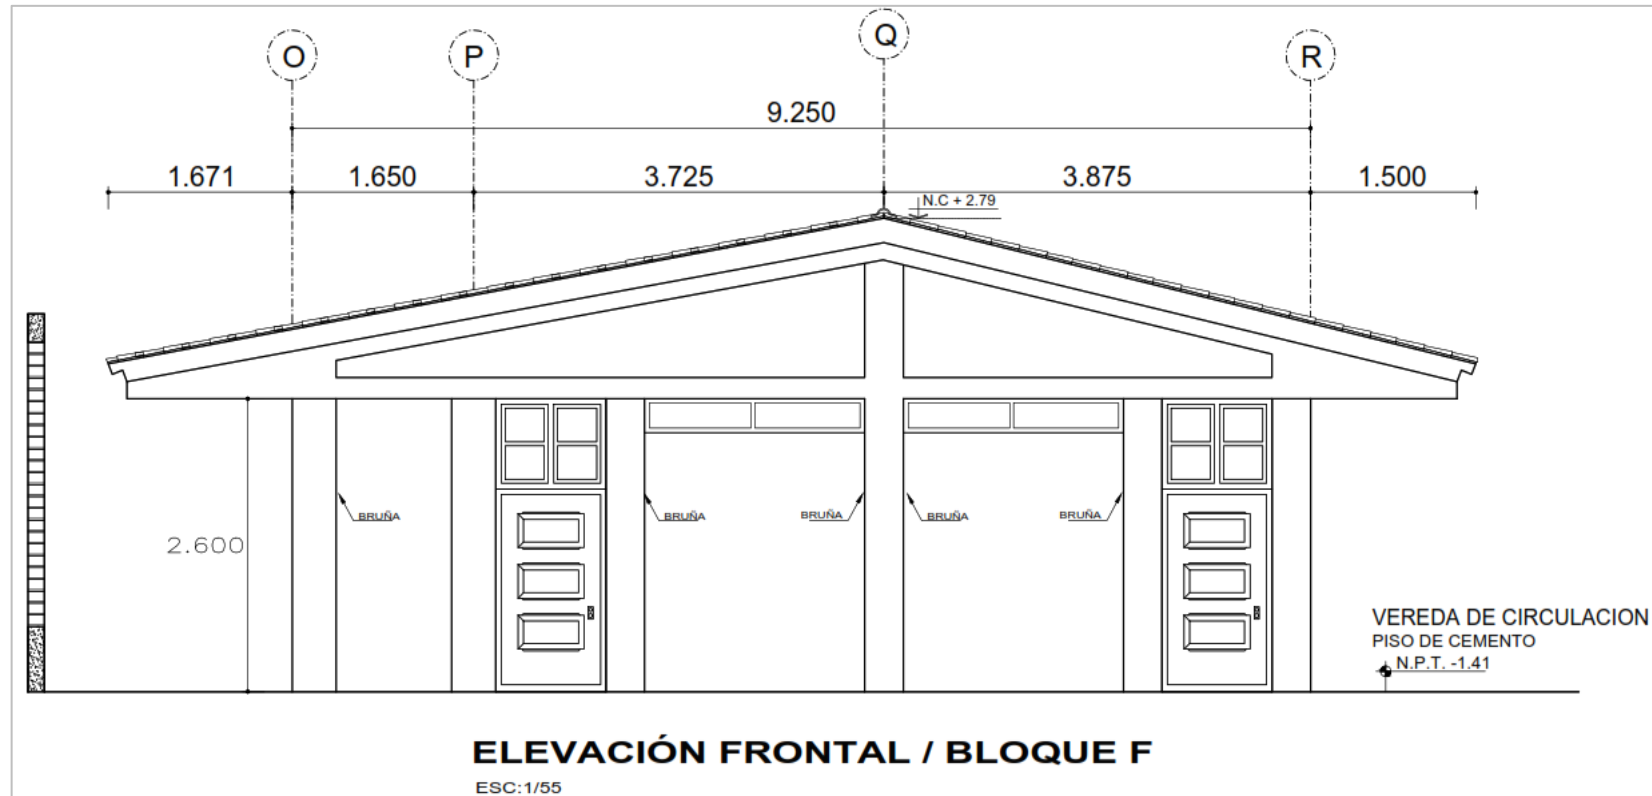 O P Q R
9.250
1.671 1.650 3.725 3.875 1.500
N.C + 2.79
BRUÑA BRUÑA BRUÑA BRUÑA BRUÑA
2.600
VEREDA DE CIRCULACION
PISO DE CEMENTO
N.P.T. -1.41
ELEVACIÓN FRONTAL / BLOQUE F
ESC:1/55